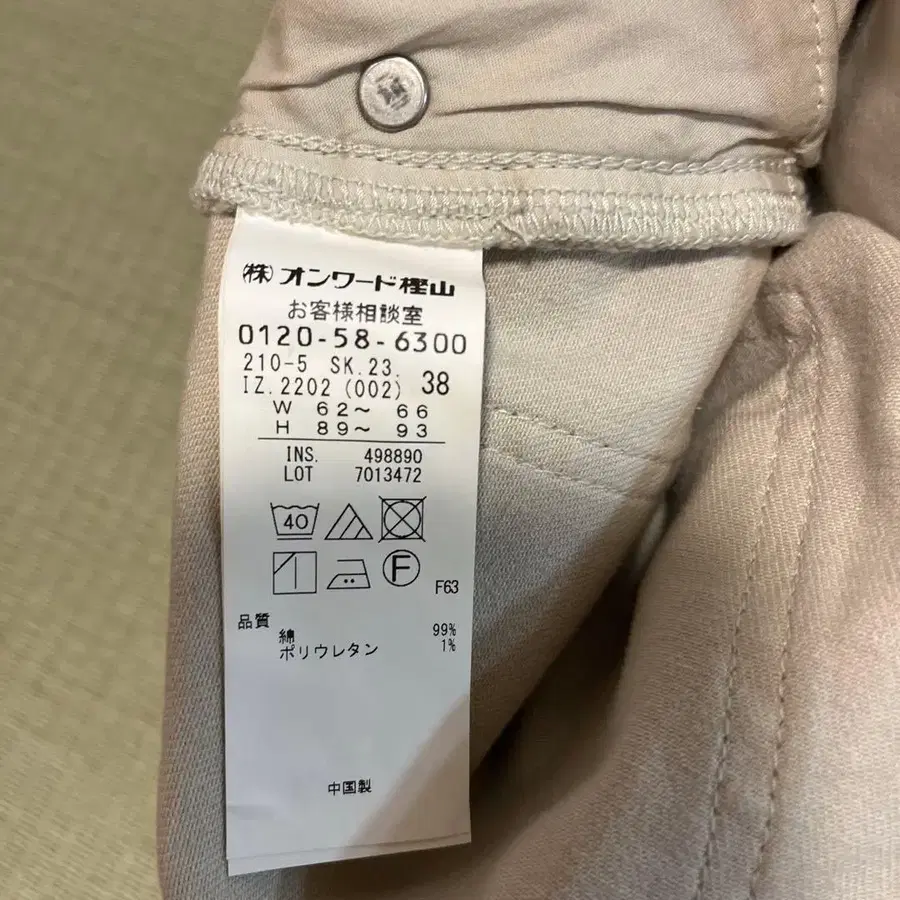 (株)オンワード樫山
お客様相談室
0120-58-6300
210-5 SK.23.
IZ.2202 (002) 38
W 62〜 66
H 89〜 93
INS. 498890
LOT 7013472
40
F
F63
品質
綿 99%
ポリウレタン 1%
中国製